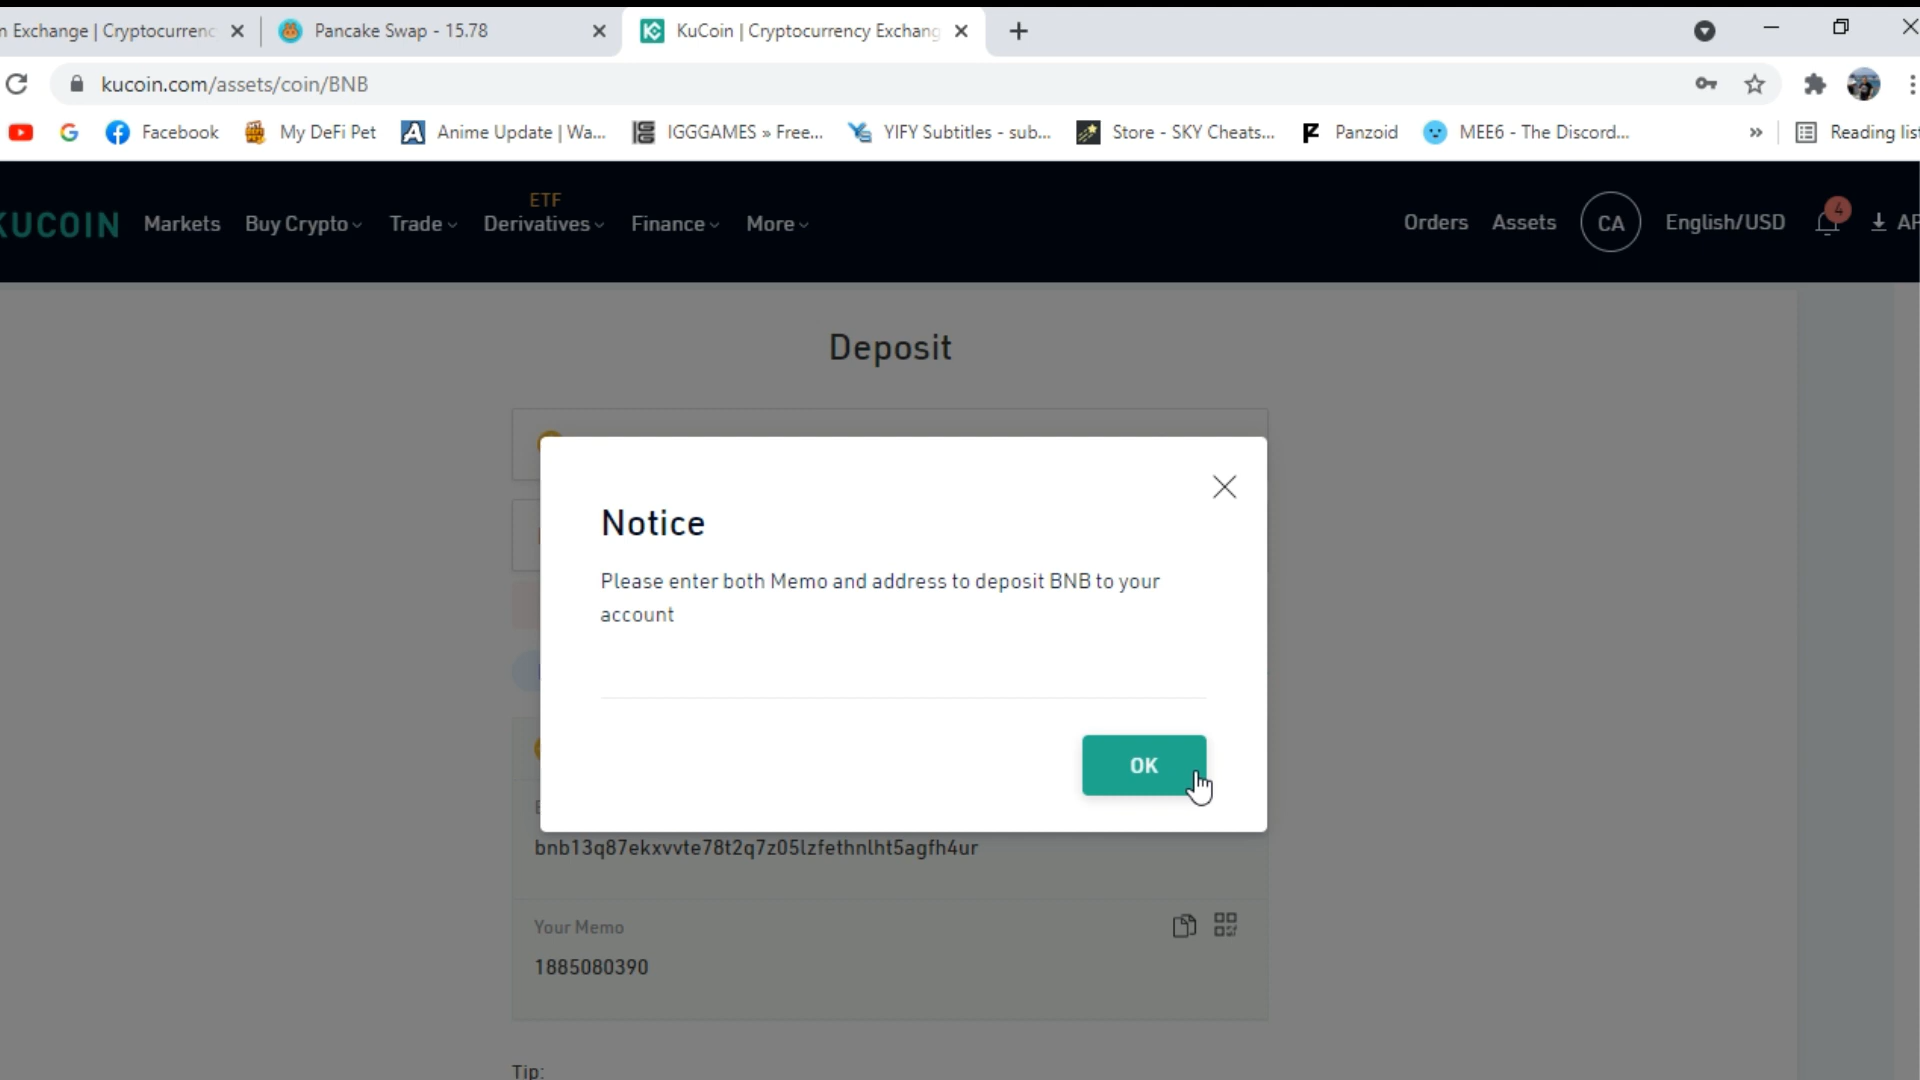 n Exchange | Cryptocurrenc
Pancake Swap - 15.78
KuCoin | Cryptocurrency Exchang
kucoin.com/assets/coin/BNB
Facebook
My DeFi Pet
Anime Update | Wa...
IGGGAMES » Free...
YIFY Subtitles - sub...
Store - SKY Cheats...
Panzoid
MEE6 - The Discord...
»
Reading list
KUCOIN
Markets
Buy Crypto
Trade
ETF
Derivatives
Finance
More
Orders
Assets
CA
English/USD
4
AP
Deposit
Notice
Please enter both Memo and address to deposit BNB to your
account
OK
bnb13q87ekxvvte78t2q7z05lzfethnlht5agfh4ur
Your Memo
1885080390
Tip: